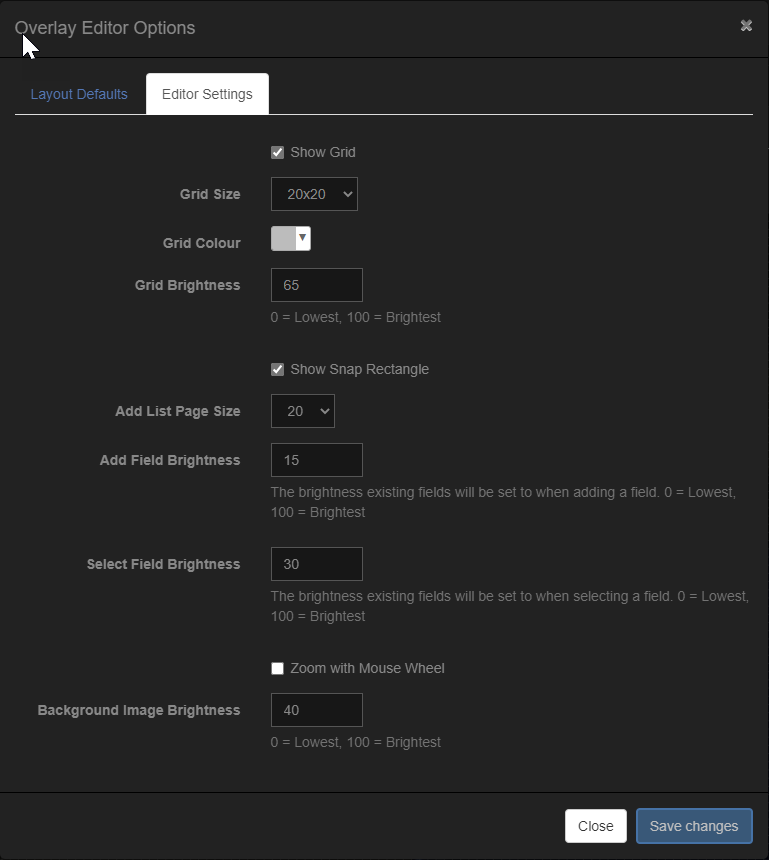 Overlay Editor Options
Layout Defaults
Editor Settings
Show Grid
Grid Size
20x20
Grid Colour
Grid Brightness
65
0 = Lowest, 100 = Brightest
Show Snap Rectangle
Add List Page Size
20
Add Field Brightness
15
The brightness existing fields will be set to when adding a field. 0 = Lowest,
100 = Brightest
Select Field Brightness
30
The brightness existing fields will be set to when selecting a field. 0 = Lowest,
100 = Brightest
Zoom with Mouse Wheel
Background Image Brightness
40
0 = Lowest, 100 = Brightest
Close
Save changes